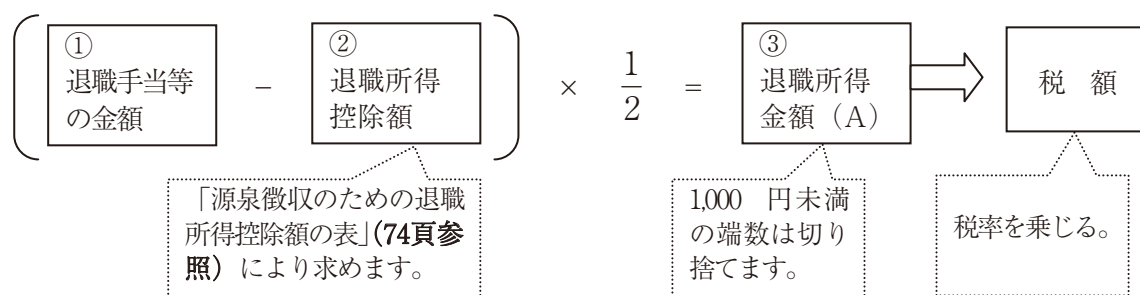 ①
退職手当等
の金額
－
②
退職所得
控除額
× 1/2 =
③
退職所得
金額（A）
税　額
「源泉徴収のための退職
所得控除額の表」(74頁参
照）により求めます。
1,000　円未満
の端数は切り
捨てます。
税率を乗じる。